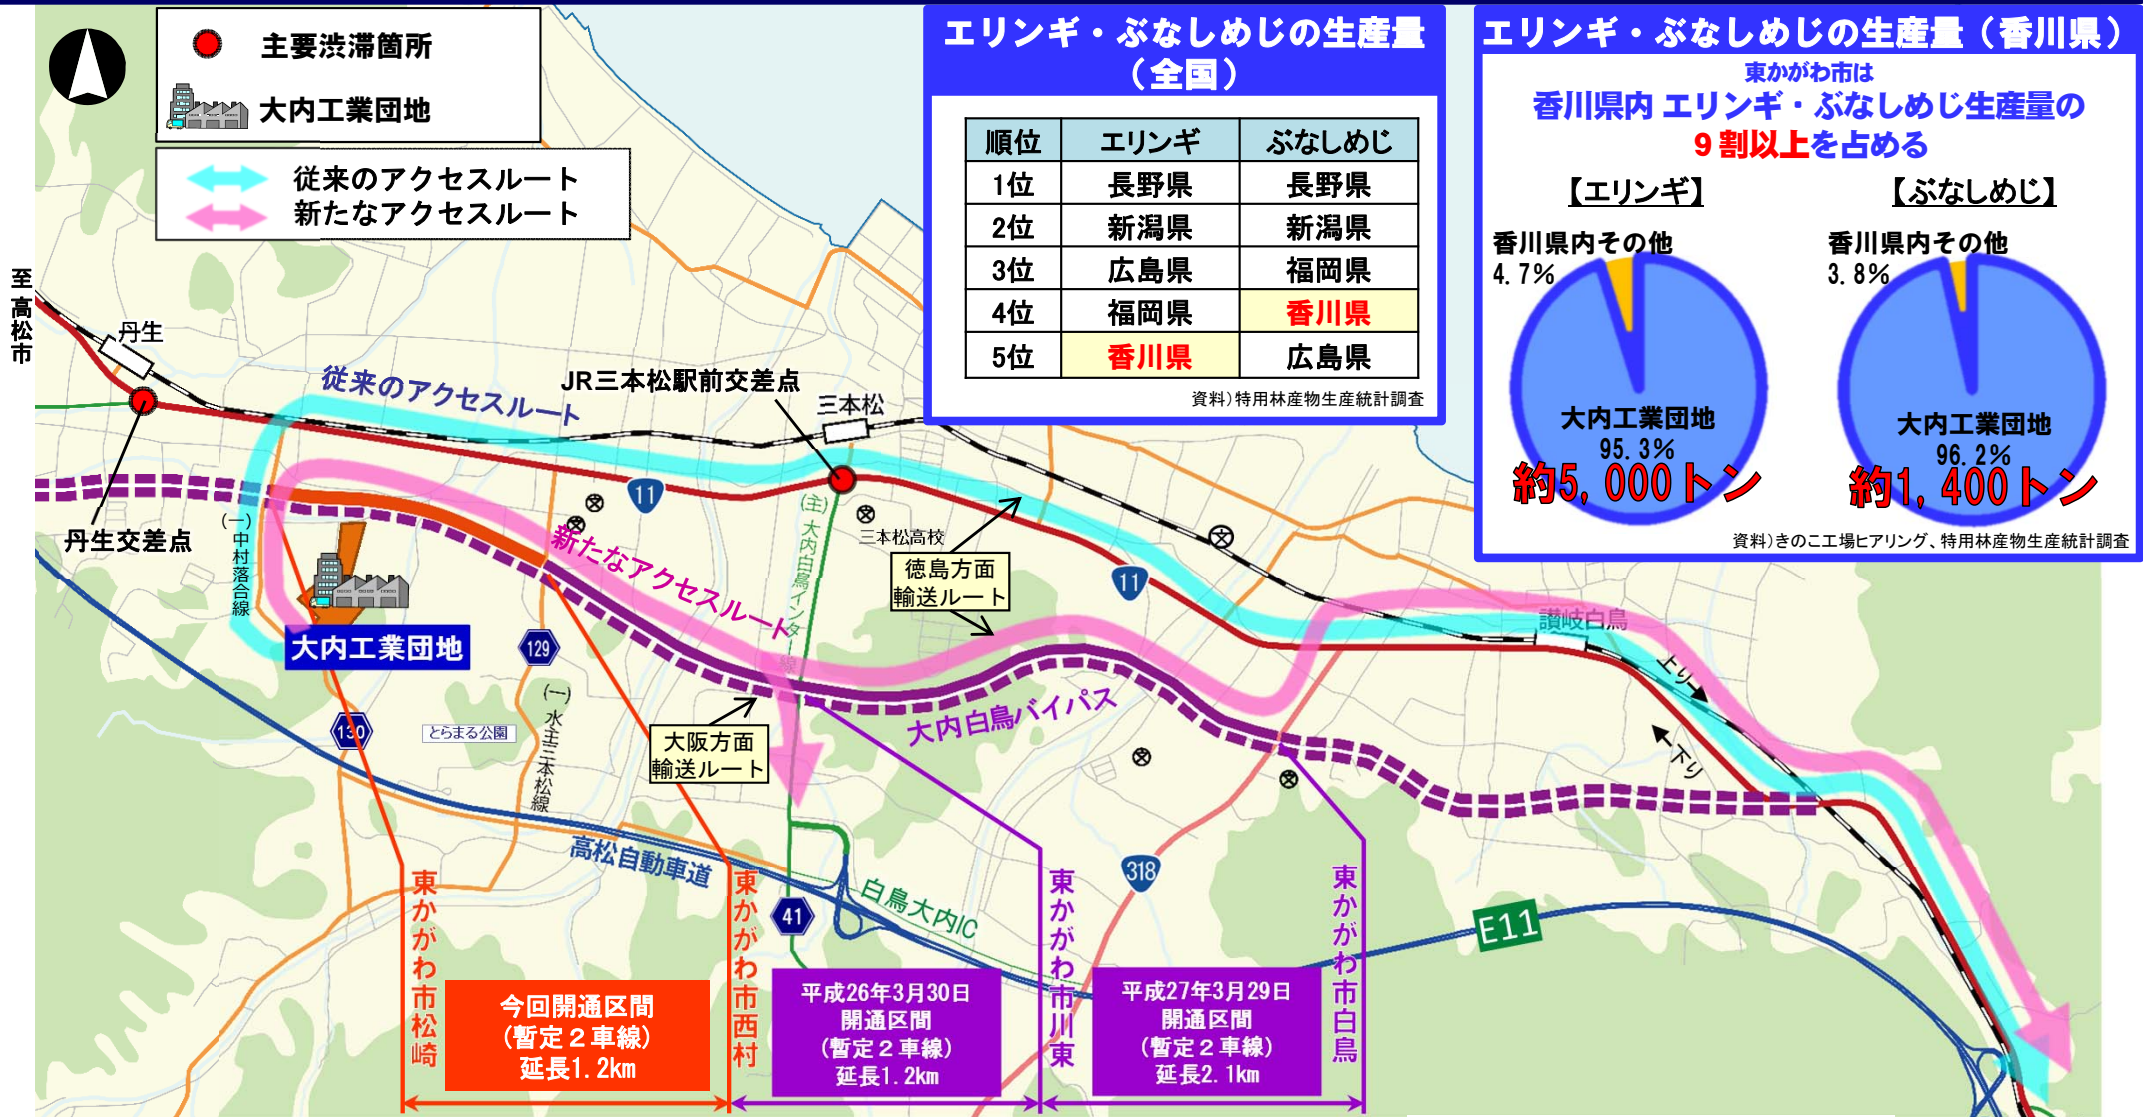 主要渋滞箇所
大内工業団地
従来のアクセスルート
新たなアクセスルート
エリンギ・ぶなしめじの生産量
（全国）
順位 エリンギ ぶなしめじ
1位 長野県 長野県
2位 新潟県 新潟県
3位 広島県 福岡県
4位 福岡県 香川県
5位 香川県 広島県
資料)特用林産物生産統計調査
エリンギ・ぶなしめじの生産量（香川県）
東かがわ市は
香川県内 エリンギ・ぶなしめじ生産量の
９割以上を占める
【エリンギ】
香川県内その他
4.7%
大内工業団地
95.3%
約5,000トン
【ぶなしめじ】
香川県内その他
3.8%
大内工業団地
96.2%
約1,400トン
資料)きのこ工場ヒアリング、特用林産物生産統計調査
至高松市
丹生
従来のアクセスルート
JR三本松駅前交差点
三本松
11
丹生交差点
(一)中村落合線
新たなアクセスルート
(主)大内白鳥インター線
三本松高校
徳島方面
輸送ルート
11
讃岐白鳥
上り
下り
大内工業団地
129
130
とらまる公園
(一)水主三本松線
大阪方面
輸送ルート
大内白鳥バイパス
高松自動車道
318
41
白鳥大内IC
E11
東かがわ市松崎
東かがわ市西村
東かがわ市川東
東かがわ市白鳥
今回開通区間
(暫定２車線)
延長1.2km
平成26年3月30日
開通区間
(暫定２車線)
延長1.2km
平成27年3月29日
開通区間
(暫定２車線)
延長2.1km